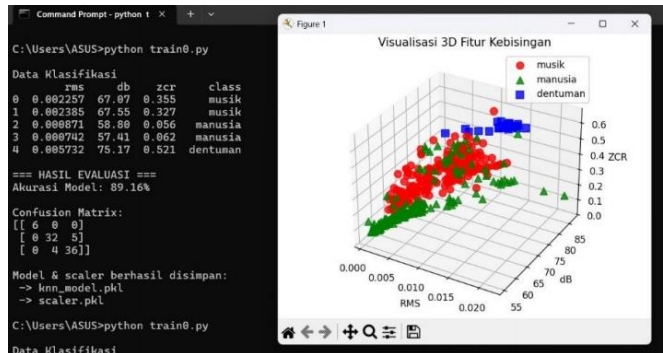 Command Prompt - python t
C:\Users\ASUS>python train0.py
Data Klasifikasi
rms db zcr class
0 0.002257 67.07 0.355 musik
1 0.002385 67.55 0.327 musik
2 0.000871 58.80 0.056 manusia
3 0.000742 57.41 0.062 manusia
4 0.005732 75.17 0.521 dentuman
=== HASIL EVALUASI ===
Akurasi Model: 89.16%
Confusion Matrix:
[[ 6 0 0]
[ 0 32 5]
[ 0 4 36]]
Model & scaler berhasil disimpan:
-> knn_model.pkl
-> scaler.pkl
C:\Users\ASUS>python train0.py
Data Klasifikasi
Figure 1
Visualisasi 3D Fitur Kebisingan
musik
manusia
dentuman
0.6
0.5
0.4
ZCR
0.3
0.2
0.1
0.0
85
80
75
70
65
60
55
dB
0.000
0.005
0.010
0.015
0.020
RMS